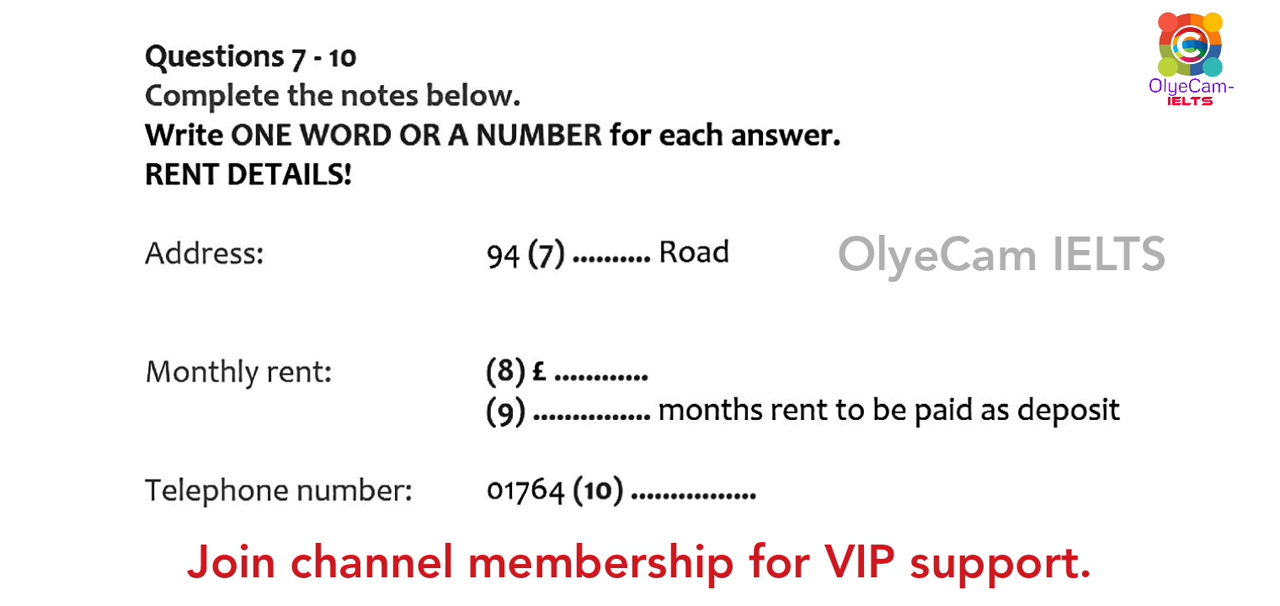 OlyeCam-
IELTS
Questions 7 - 10
Complete the notes below.
Write ONE WORD OR A NUMBER for each answer.
RENT DETAILS!
Address: 94 (7) .......... Road
OlyeCam IELTS
Monthly rent: (8) £ ............
(9) ............... months rent to be paid as deposit
Telephone number: 01764 (10) ................
Join channel membership for VIP support.